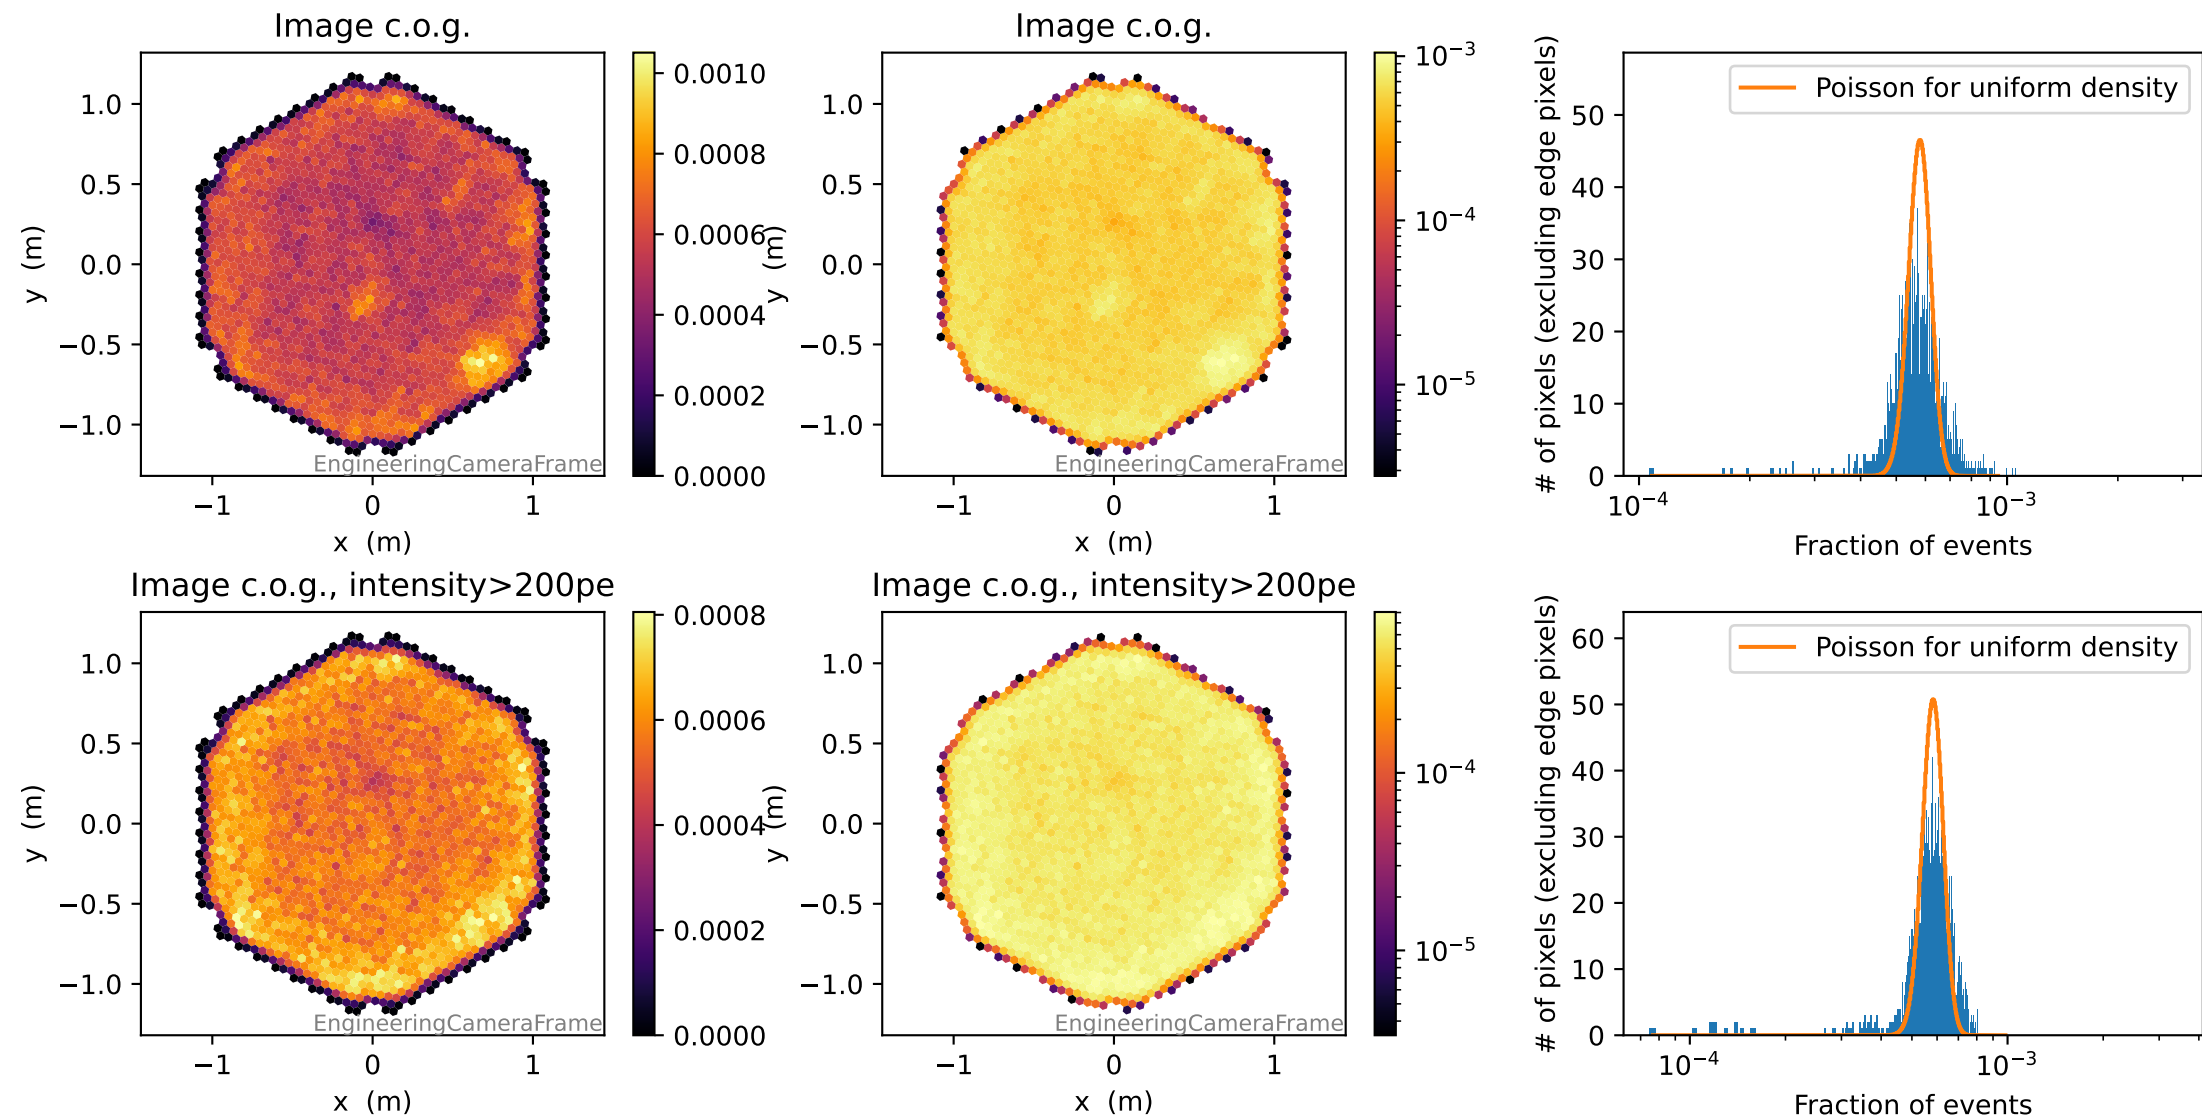 Image c.o.g.
y (m)
1.0
0.5
0.0
−0.5
−1.0
−1
0
1
x (m)
EngineeringCameraFrame
0.0010
0.0008
0.0006
0.0004
0.0002
0.0000
Image c.o.g.
y (m)
1.0
0.5
0.0
−0.5
−1.0
−1
0
1
x (m)
EngineeringCameraFrame
10⁻³
10⁻⁴
10⁻⁵
# of pixels (excluding edge pixels)
50
40
30
20
10
0
Poisson for uniform density
10⁻⁴
10⁻³
Fraction of events
Image c.o.g., intensity>200pe
y (m)
1.0
0.5
0.0
−0.5
−1.0
−1
0
1
x (m)
EngineeringCameraFrame
0.0008
0.0006
0.0004
0.0002
0.0000
Image c.o.g., intensity>200pe
y (m)
1.0
0.5
0.0
−0.5
−1.0
−1
0
1
x (m)
EngineeringCameraFrame
10⁻⁴
10⁻⁵
# of pixels (excluding edge pixels)
60
50
40
30
20
10
0
Poisson for uniform density
10⁻⁴
10⁻³
Fraction of events